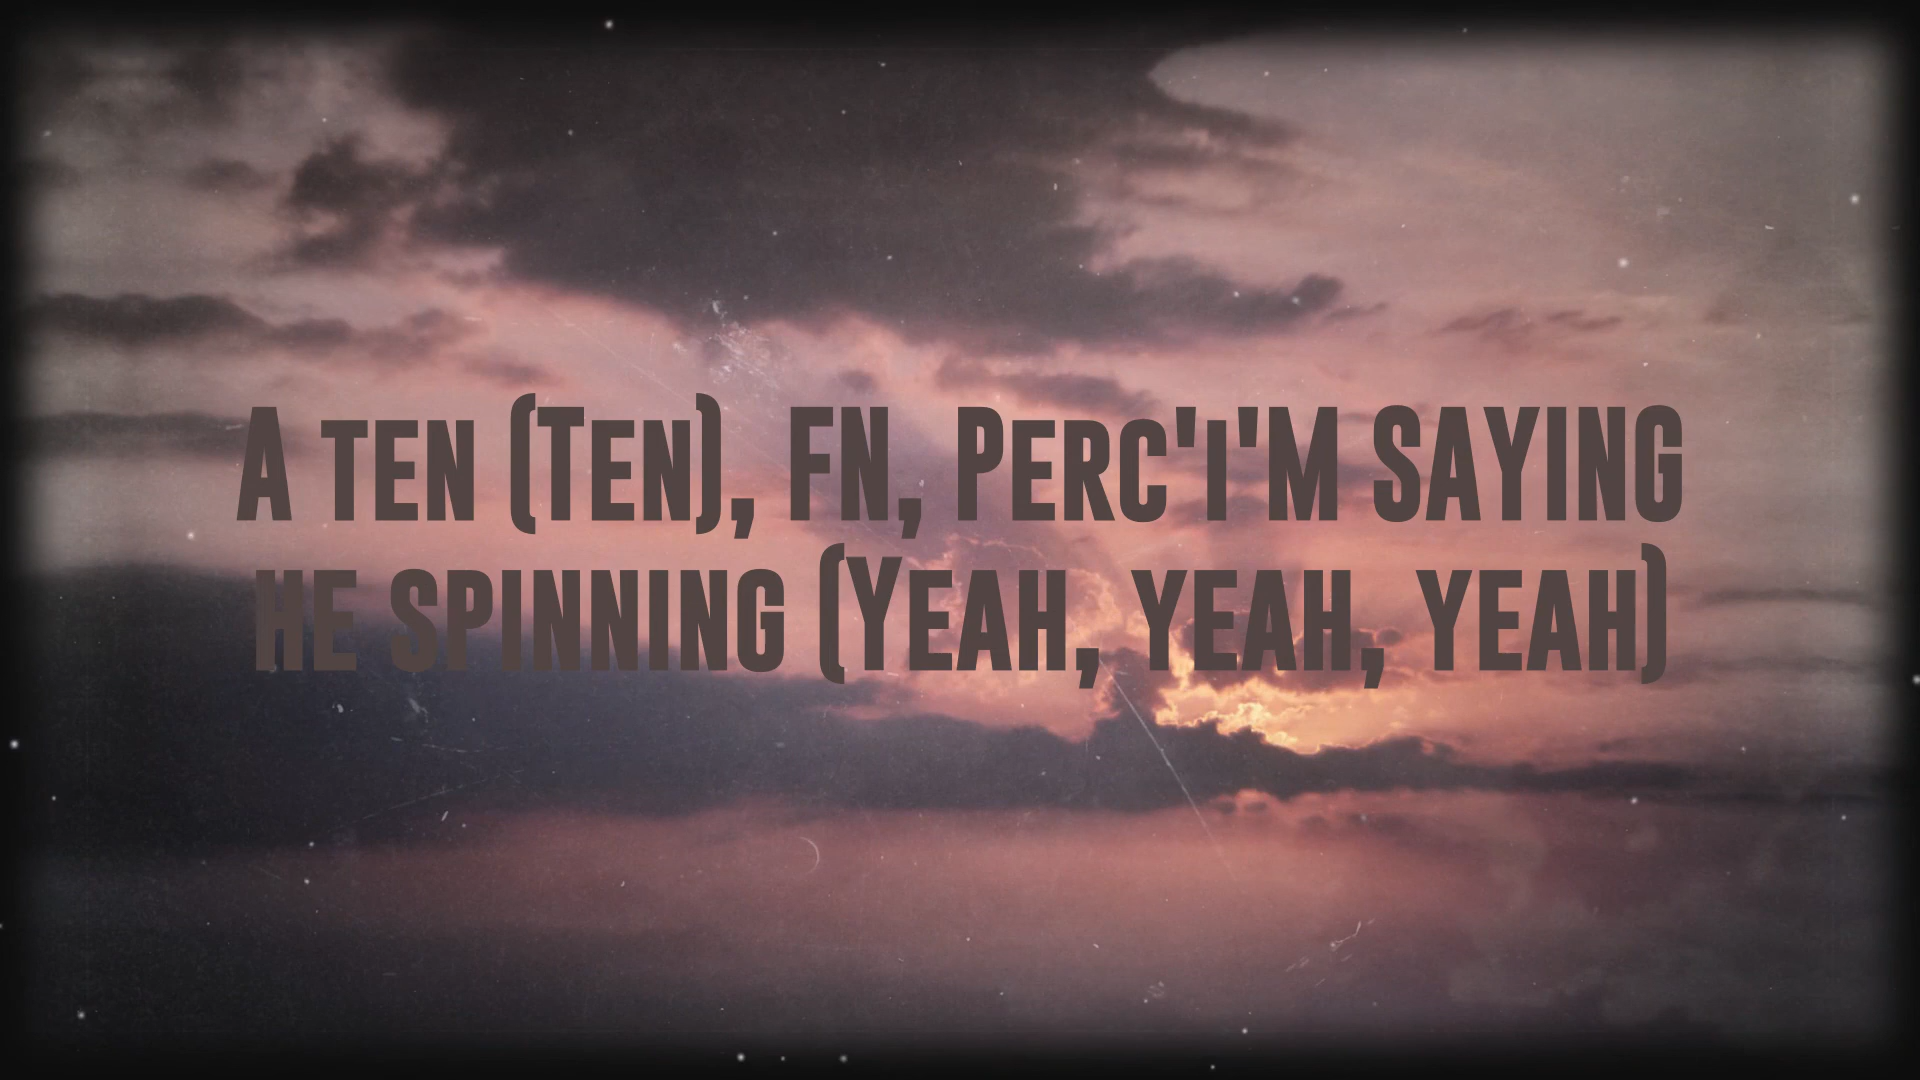 A ten (Ten), FN, Perc'i'm saying
he spinning (Yeah, yeah, yeah)